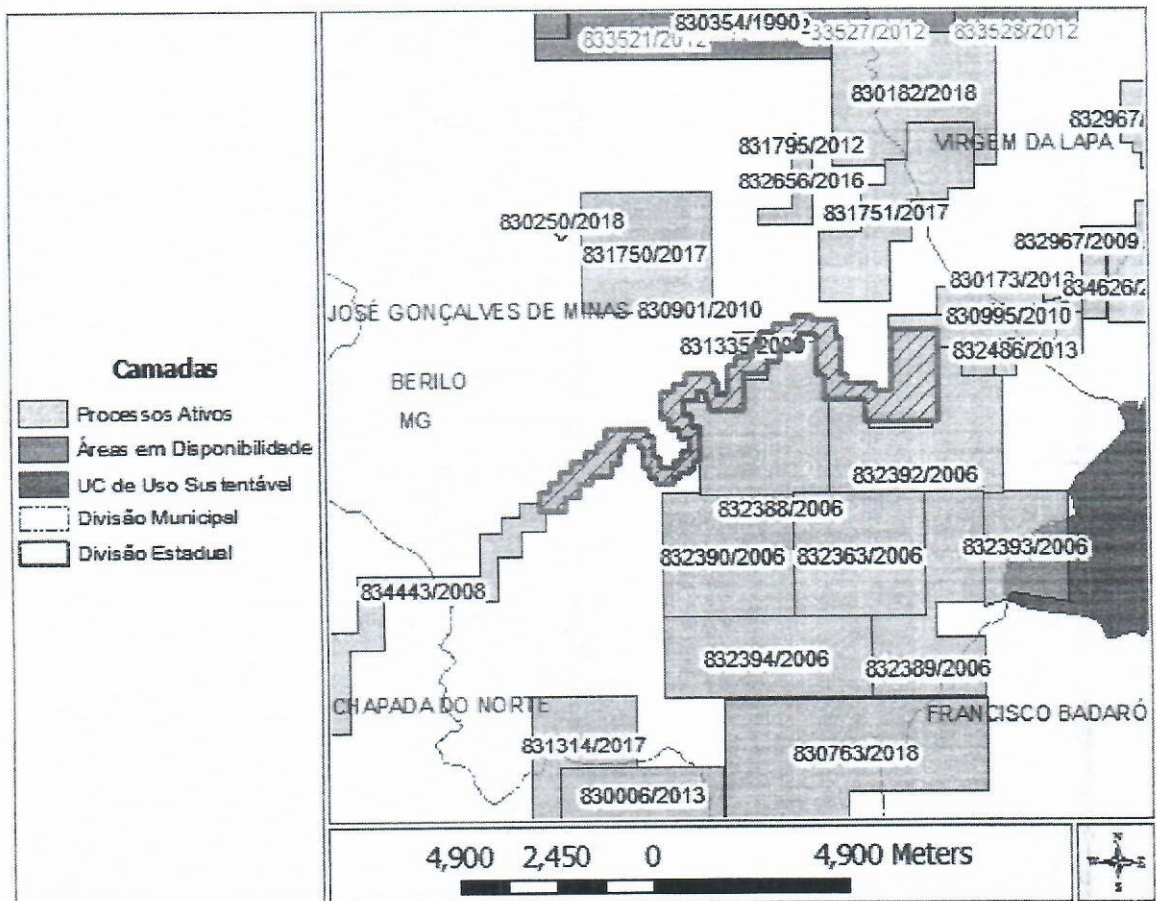 Camadas
Processos Ativos
Áreas em Disponibilidade
UC de Uso Sustentável
Divisão Municipal
Divisão Estadual
830354/1990
833521/2012
833527/2012
833528/2012
830182/2018
832967/
831795/2012
VIRGEM DA LAPA
832656/2016
831751/2017
830250/2018
831750/2017
832967/2009
830173/201
834626/2
JOSÉ GONÇALVES DE MINAS
830901/2010
830995/2010
832486/2013
BERILO
MG
832392/2006
832388/2006
832390/2006
832363/2006
832393/2006
834443/2008
832394/2006
832389/2006
CHAPADA DO NORTE
FRANCISCO BADARÓ
831314/2017
830763/2018
830006/2013
4,900 2,450 0 4,900 Meters
N
W E
S